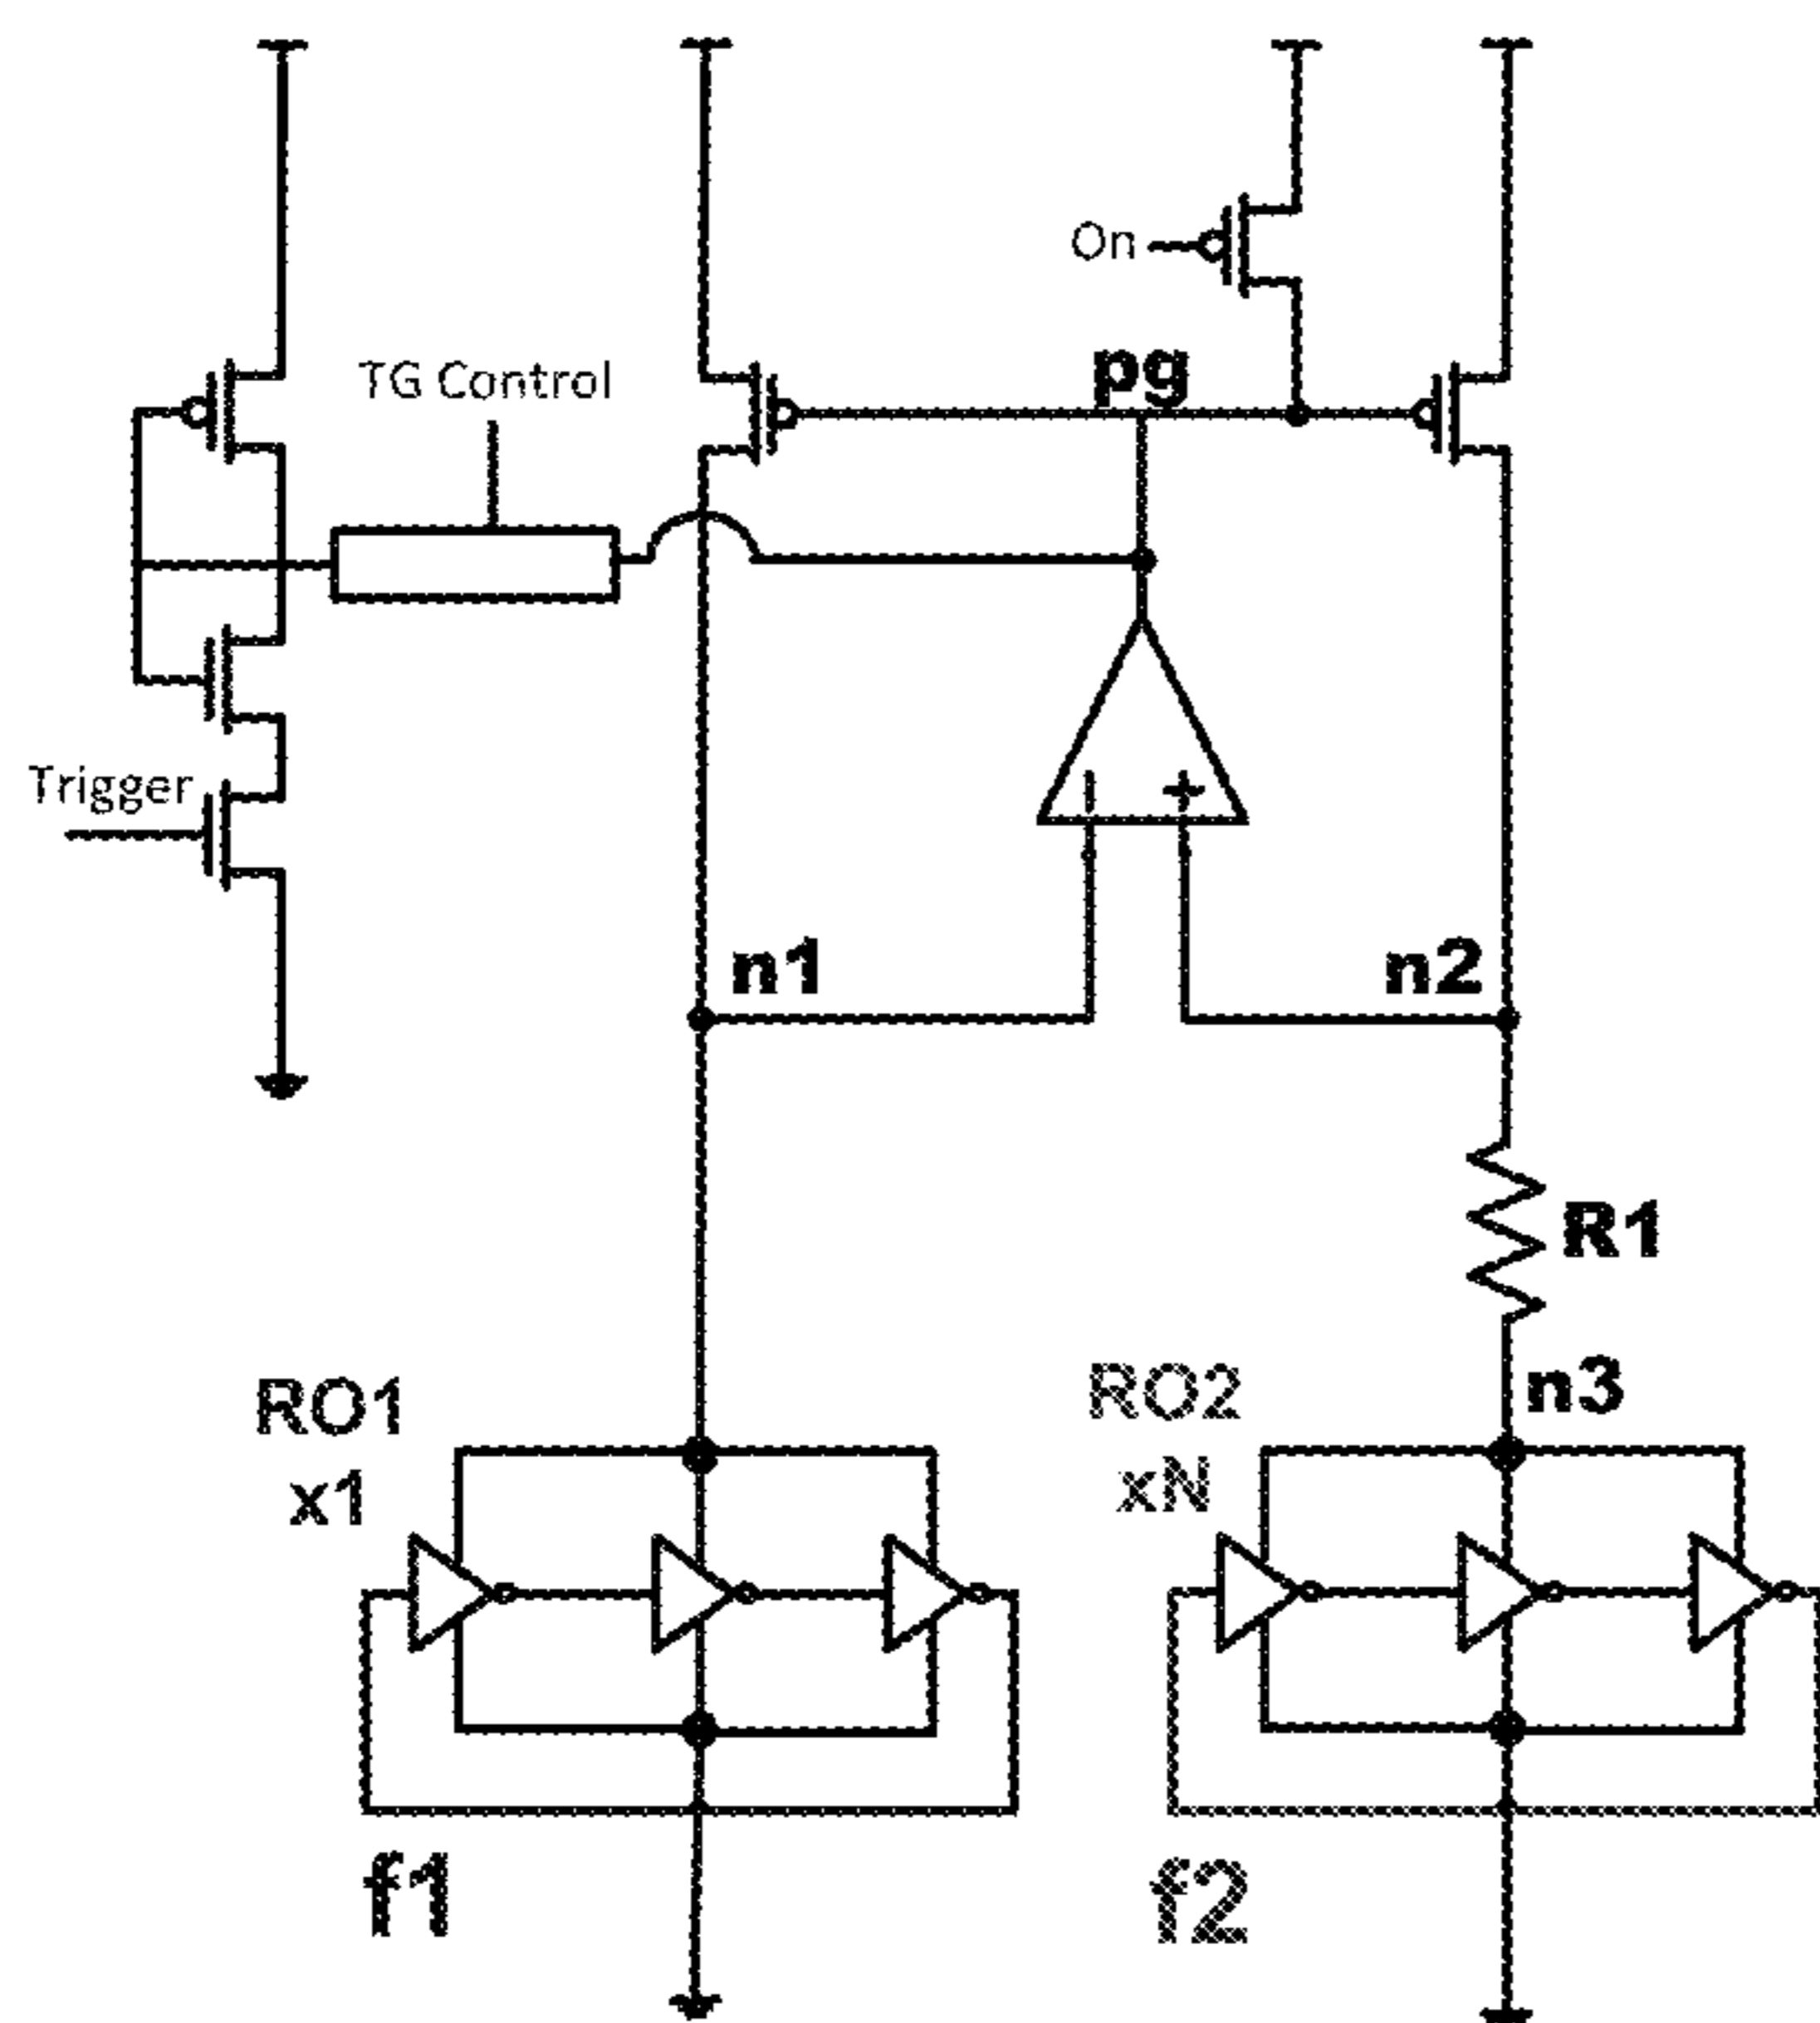 On
pg
TG Control
Trigger
n1
n2
R1
RO1
x1
RO2
xN
n3
f1
f2